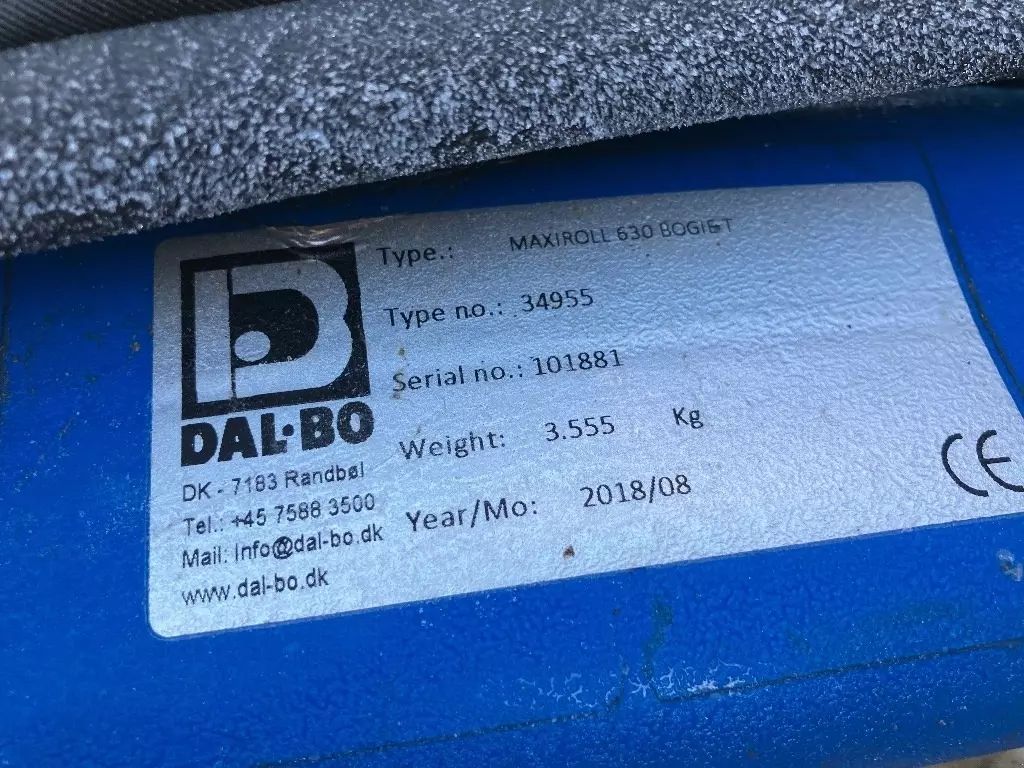 Type.: MAXIROLL 630 BOGIE T
Type no.: 34955
Serial no.: 101881
Weight: 3.555 Kg
Year/Mo: 2018/08
CE
DAL-BO
DK - 7183 Randbøl
Tel.: +45 7588 3500
Mail: Info@dal-bo.dk
www.dal-bo.dk